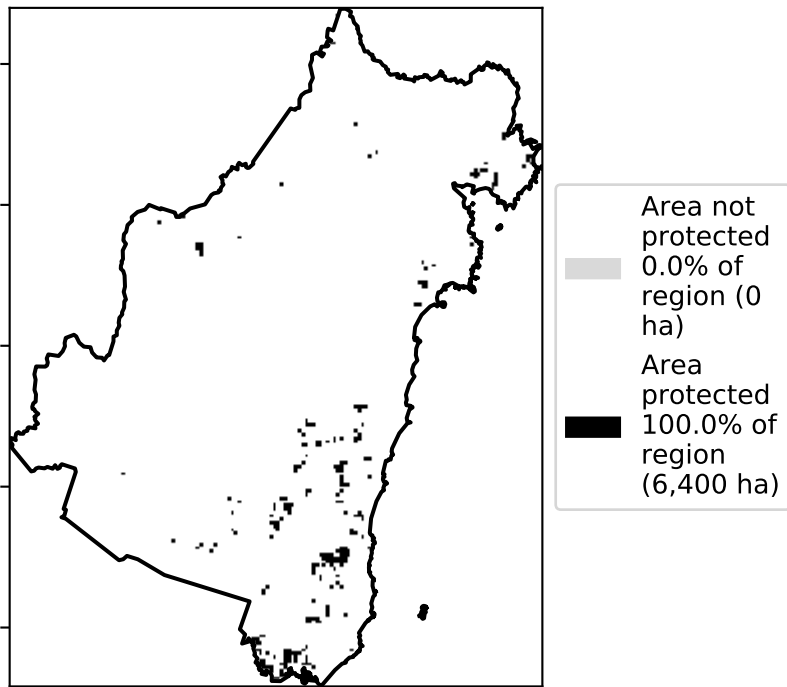 Area not
protected
0.0% of
region (0
ha)
Area
protected
100.0% of
region
(6,400 ha)